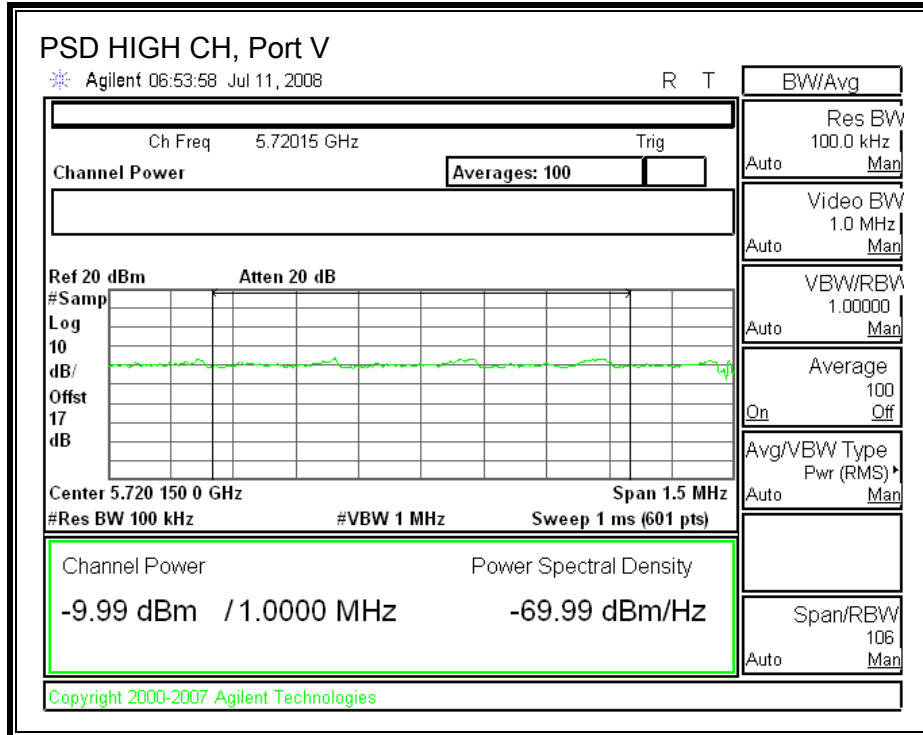 PSD HIGH CH, Port V
Agilent 06:53:58 Jul 11, 2008 R T
Ch Freq 5.72015 GHz Trig
Channel Power Averages: 100
Ref 20 dBm Atten 20 dB
#Samp
Log
10
dB/
Offst
17
dB
Center 5.720 150 0 GHz Span 1.5 MHz
#Res BW 100 kHz #VBW 1 MHz Sweep 1 ms (601 pts)
Channel Power Power Spectral Density
-9.99 dBm / 1.0000 MHz -69.99 dBm/Hz
Copyright 2000-2007 Agilent Technologies
BW/Avg
Res BW
100.0 kHz
Auto Man
Video BW
1.0 MHz
Auto Man
VBW/RBW
1.00000
Auto Man
Average
100
On Off
Avg/VBW Type
Pwr (RMS)
Auto Man
Span/RBW
106
Auto Man